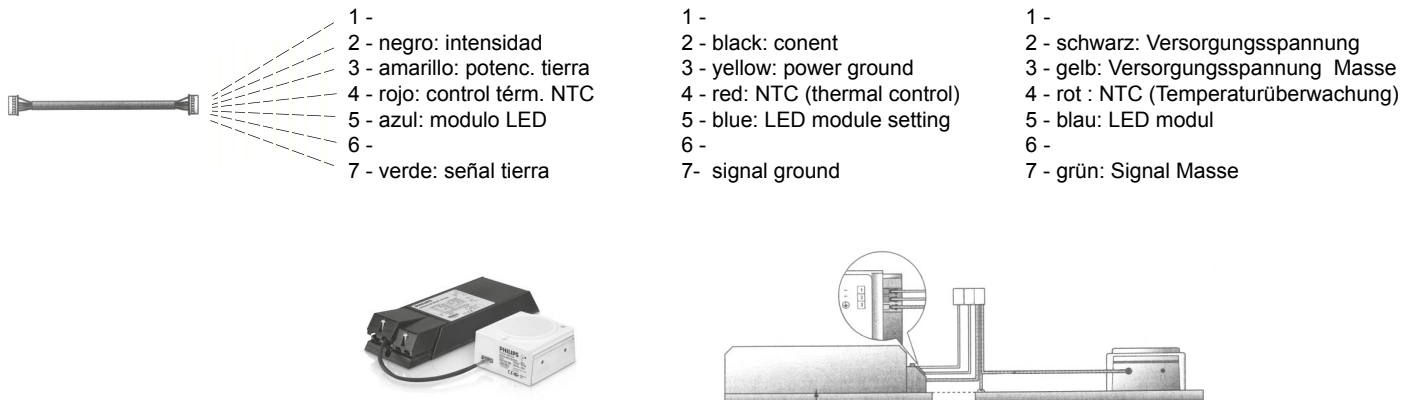 1 -
2 - negro: intensidad
3 - amarillo: potenc. tierra
4 - rojo: control térm. NTC
5 - azul: modulo LED
6 -
7 - verde: señal tierra
1 -
2 - black: conent
3 - yellow: power ground
4 - red: NTC (thermal control)
5 - blue: LED module setting
6 -
7- signal ground
1 -
2 - schwarz: Versorgungsspannung
3 - gelb: Versorgungsspannung Masse
4 - rot : NTC (Temperaturüberwachung)
5 - blau: LED modul
6 -
7 - grün: Signal Masse
PHILIPS
1
2
3